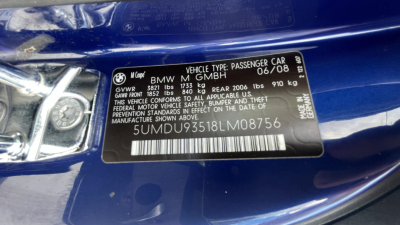 VEHICLE TYPE: PASSENGER CAR
M Coupé BMW M GMBH 06/08
GVWR 3821 lbs 1733 kg
GAWR FRONT 1852 lbs 840 kg REAR 2006 lbs 910 kg
THIS VEHICLE CONFORMS TO ALL APPLICABLE FEDERAL MOTOR
VEHICLE SAFETY, BUMPER, AND THEFT PREVENTION STANDARDS
IN EFFECT ON THE DATE OF MANUFACTURE SHOWN ABOVE.
5UMDU93518LM08756